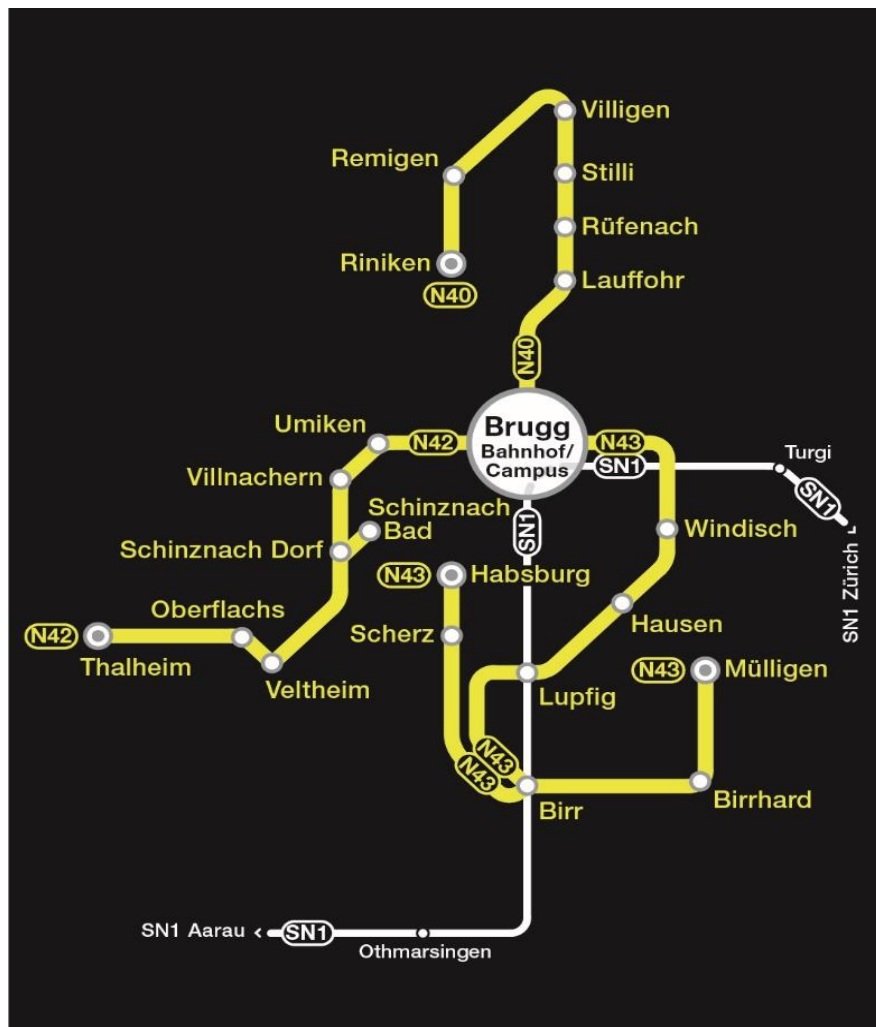 Villigen
Remigen
Stilli
Rüfenach
Riniken
Lauffohr
N40
N40
Umiken
N42
Brugg
Bahnhof/
Campus
N43
SN1
Turgi
SN1
Villnachern
Schinznach
Bad
SN1
Windisch
Schinznach Dorf
N43
Habsburg
SN1 Zürich
Oberflachs
Scherz
Hausen
N42
Thalheim
Veltheim
Lupfig
N43
Mülligen
N43
N43
Birr
Birrhard
SN1 Aarau
SN1
Othmarsingen